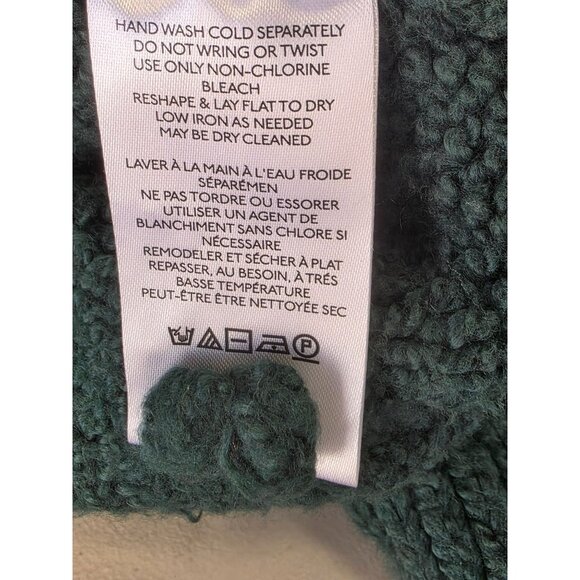 HAND WASH COLD SEPARATELY
DO NOT WRING OR TWIST
USE ONLY NON-CHLORINE
BLEACH
RESHAPE & LAY FLAT TO DRY
LOW IRON AS NEEDED
MAY BE DRY CLEANED
LAVER À LA MAIN À L'EAU FROIDE
SÉPARÉMEN
NE PAS TORDRE OU ESSORER
UTILISER UN AGENT DE
BLANCHIMENT SANS CHLORE SI
NÉCESSAIRE
REMODELER ET SÉCHER À PLAT
REPASSER, AU BESOIN, À TRÉS
BASSE TEMPÉRATURE
PEUT-ÊTRE ÊTRE NETTOYÉE SEC
P